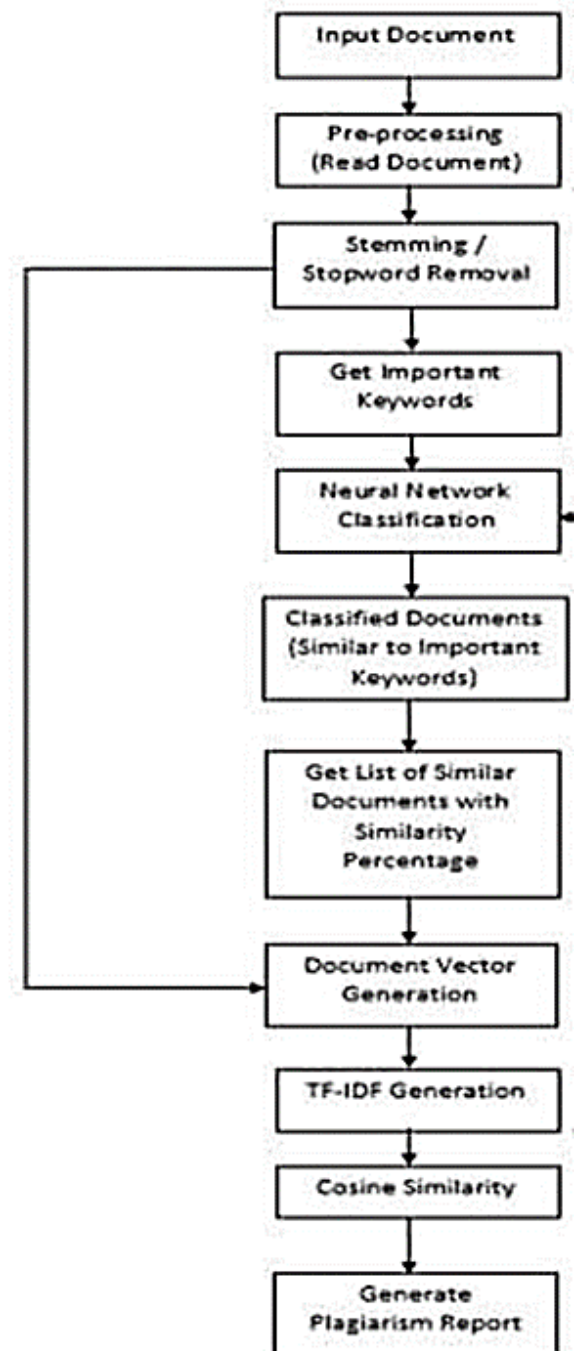 Input Document
Pre-processing
(Read Document)
Stemming /
Stopword Removal
Get Important
Keywords
Neural Network
Classification
Classified Documents
(Similar to Important
Keywords)
Get List of Similar
Documents with
Similarity
Percentage
Document Vector
Generation
TF-IDF Generation
Cosine Similarity
Generate
Plagiarism Report